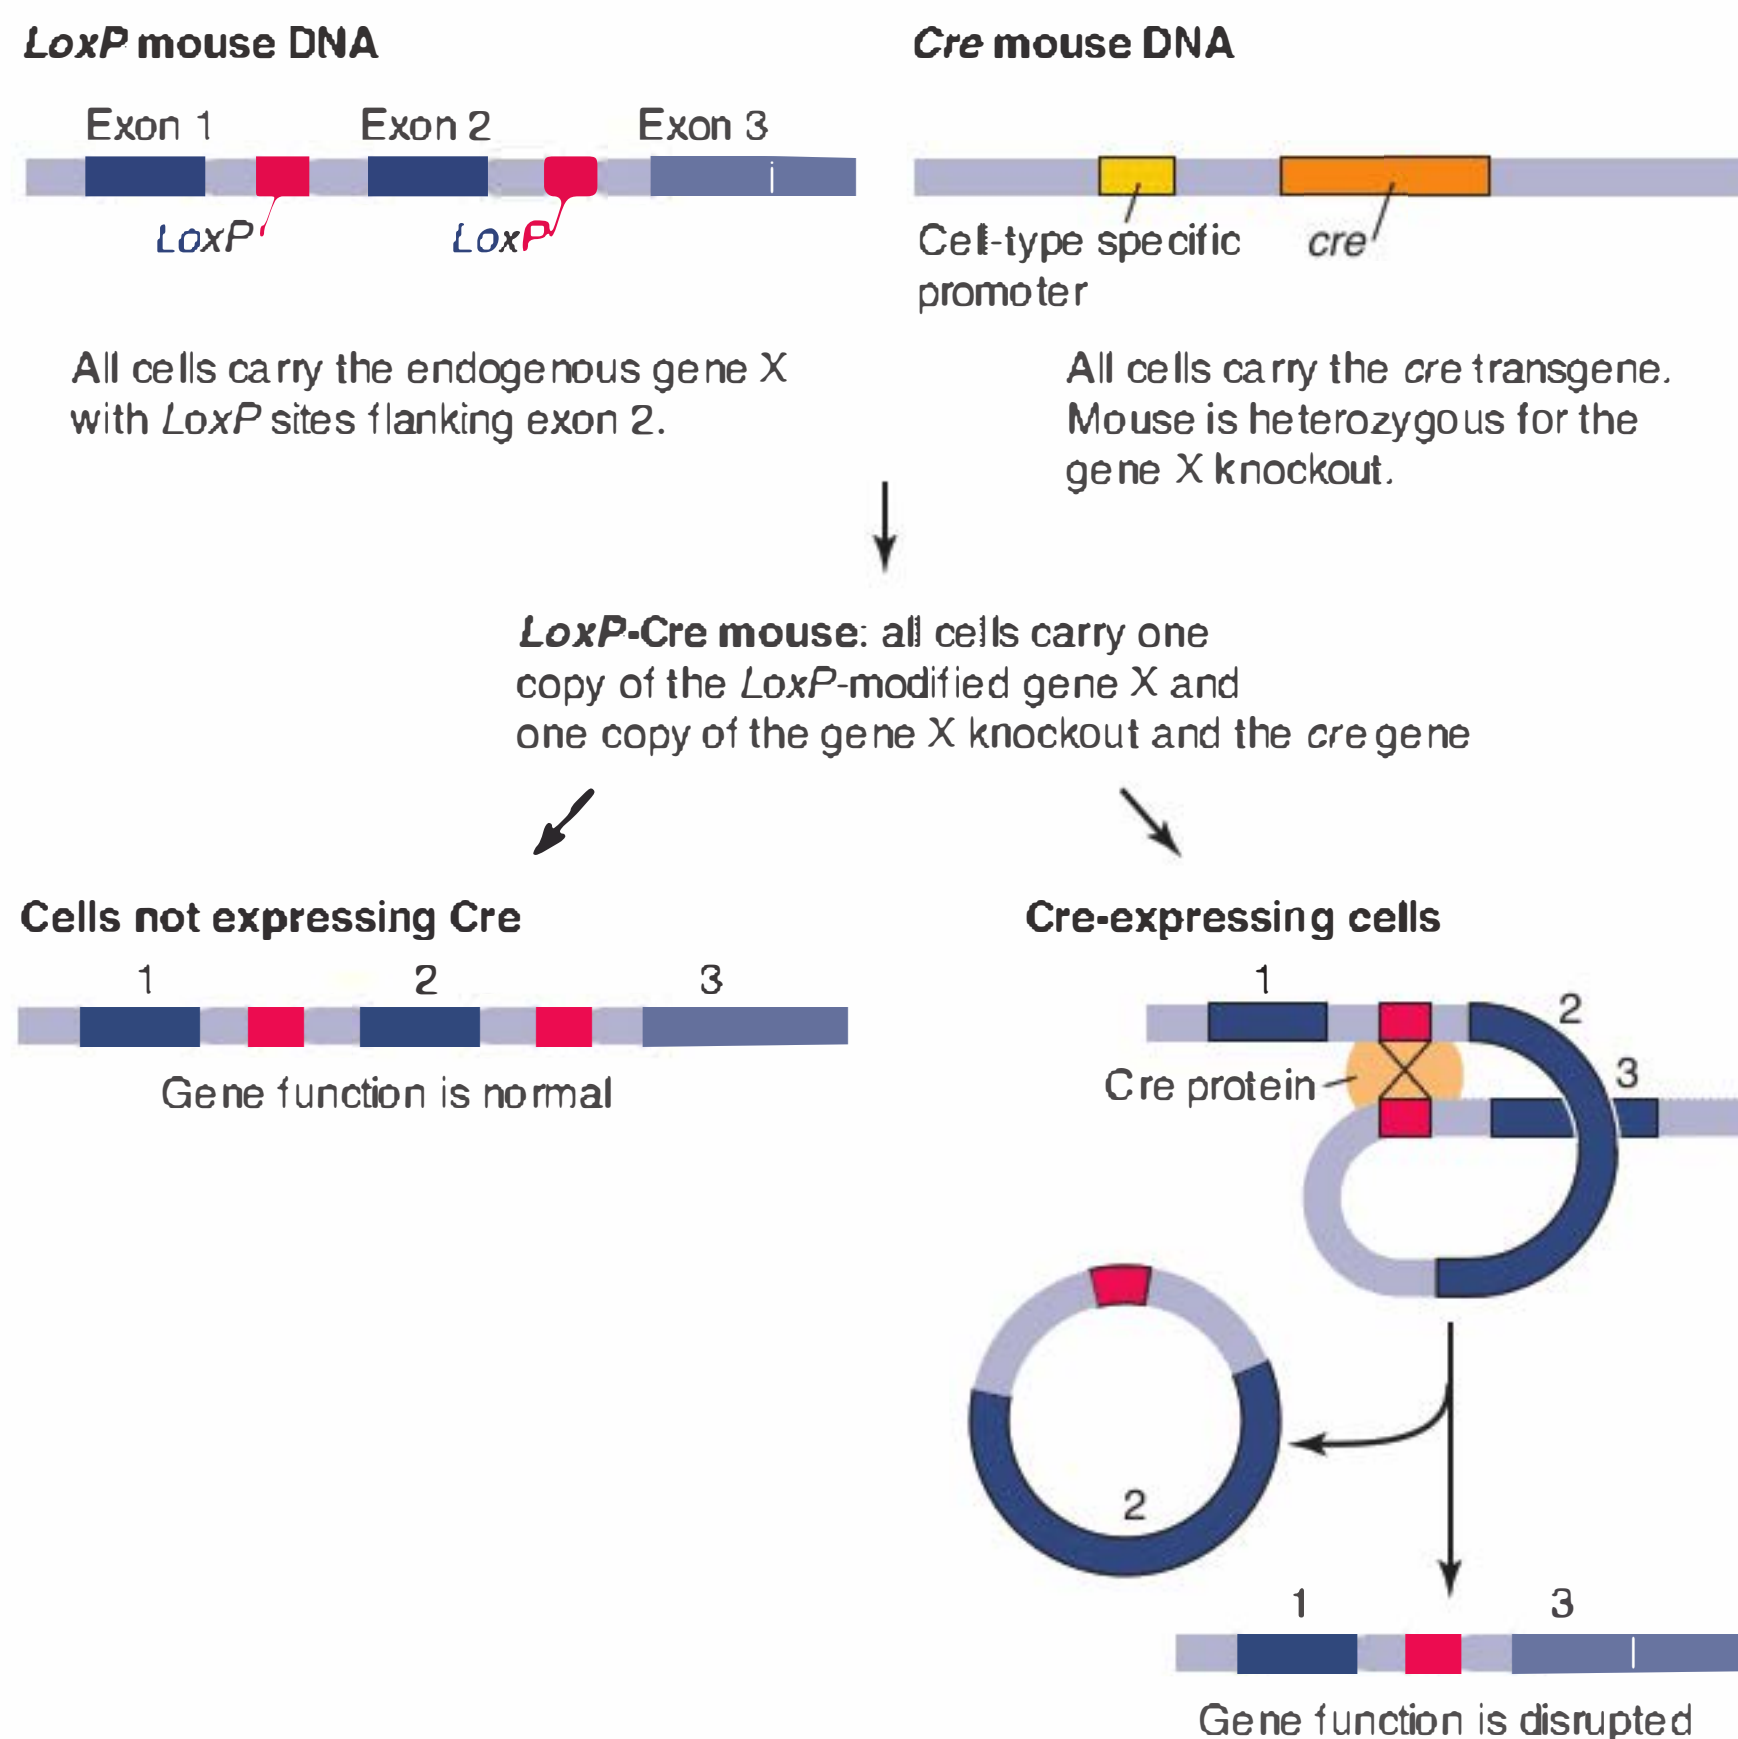 LoxP mouse DNA
Exon 1 Exon 2 Exon 3
LoxP LoxP
All cells carry the endogenous gene X
with LoxP sites flanking exon 2.
Cre mouse DNA
Cell-type specific
promoter
cre
All cells carry the cre transgene.
Mouse is heterozygous for the
gene X knockout.
LoxP-Cre mouse: all cells carry one
copy of the LoxP-modified gene X and
one copy of the gene X knockout and the cre gene
Cells not expressing Cre
1 2 3
Gene function is normal
Cre-expressing cells
1
2
3
Cre protein
2
1 3
Gene function is disrupted